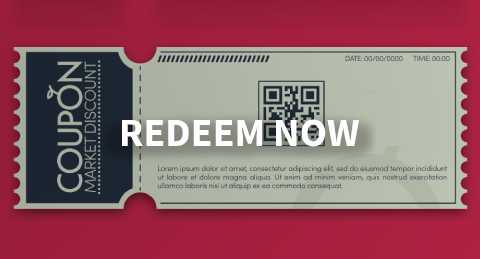 COUPON
MARKET DISCOUNT
DATE: 00/00/0000 TIME: 00:00
REDEEM NOW
Lorem ipsum dolor sit amet, consectetur adipiscing elit, sed do eiusmod tempor incididunt
ut labore et dolore magna aliqua. Ut enim ad minim veniam, quis nostrud exercitation
ullamco laboris nisi ut aliquip ex ea commodo consequat.